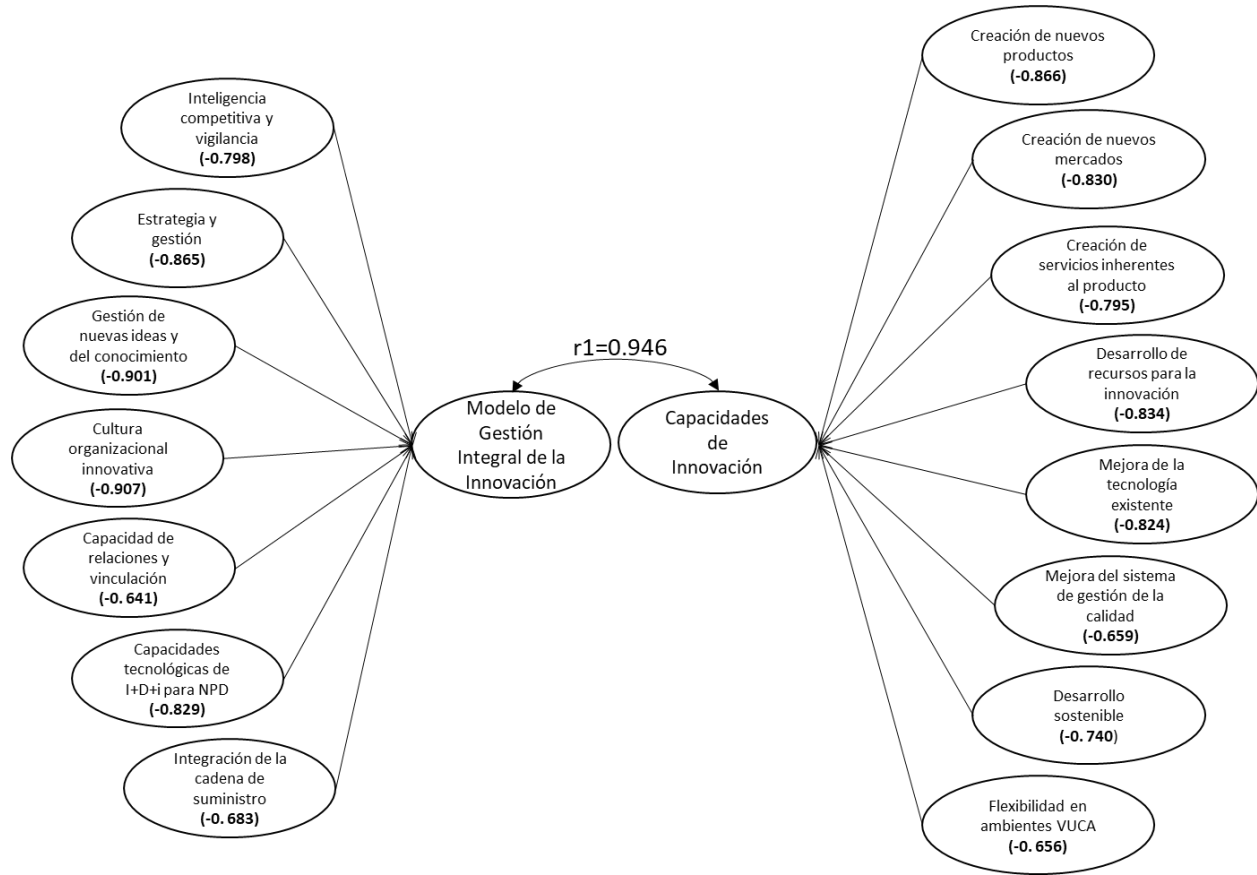 Inteligencia
competitiva y
vigilancia
(-0.798)
Estrategia y
gestión
(-0.865)
Gestión de
nuevas ideas y
del conocimiento
(-0.901)
Cultura
organizacional
innovativa
(-0.907)
Capacidad de
relaciones y
vinculación
(-0. 641)
Capacidades
tecnológicas de
I+D+i para NPD
(-0.829)
Integración de la
cadena de
suministro
(-0. 683)
r1=0.946
Modelo de
Gestión
Integral de la
Innovación
Capacidades
de
Innovación
Creación de nuevos
productos
(-0.866)
Creación de nuevos
mercados
(-0.830)
Creación de
servicios inherentes
al producto
(-0.795)
Desarrollo de
recursos para la
innovación
(-0.834)
Mejora de la
tecnología
existente
(-0.824)
Mejora del sistema
de gestión de la
calidad
(-0.659)
Desarrollo
sostenible
(-0. 740)
Flexibilidad en
ambientes VUCA
(-0. 656)